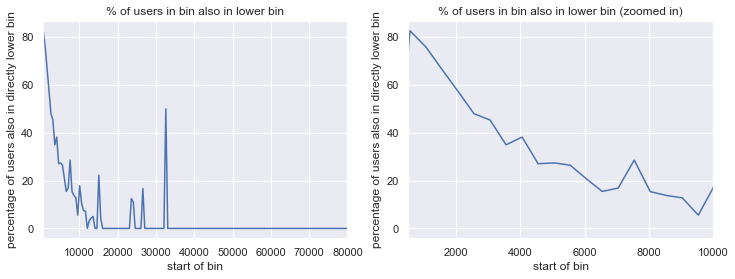 % of users in bin also in lower bin
percentage of users also in directly lower bin
80
60
40
20
0
10000 20000 30000 40000 50000 60000 70000 80000
start of bin
% of users in bin also in lower bin (zoomed in)
percentage of users also in directly lower bin
80
60
40
20
0
2000 4000 6000 8000 10000
start of bin